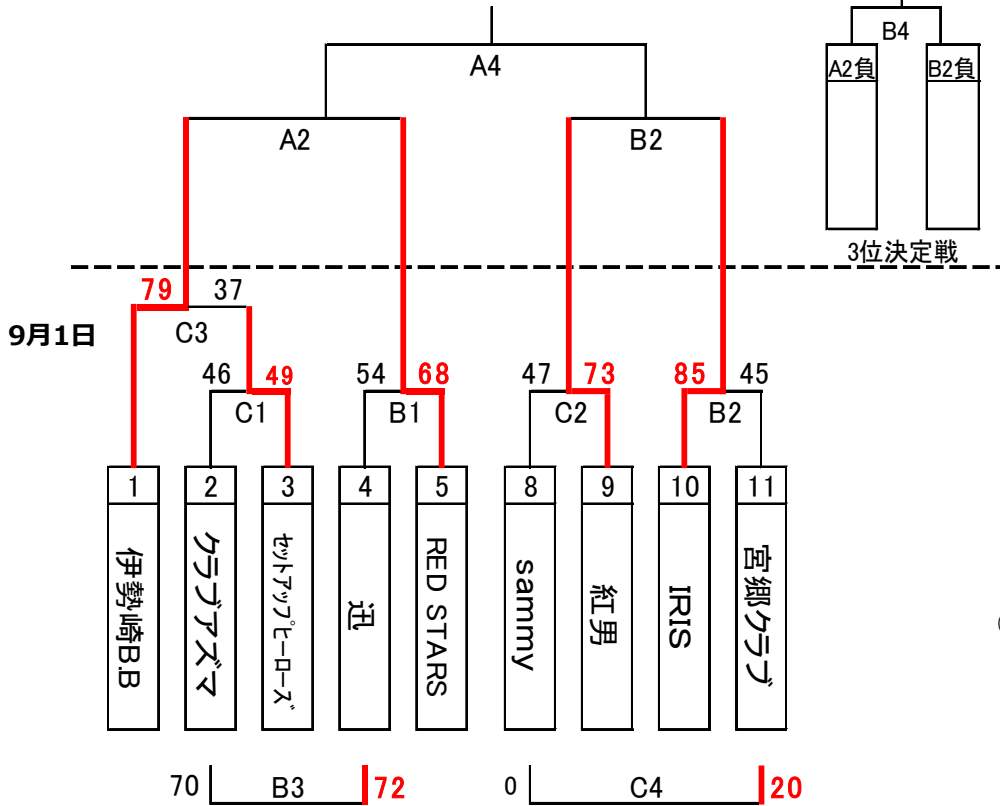 B4
A4
A2負 B2負
A2 B2
3位決定戦
79 37
9月1日
C3
46 49 54 68 47 73 85 45
C1 B1 C2 B2
1 2 3 4 5 8 9 10 11
伊勢崎B.B
クラブアズマ
セットアップヒーローズ
迅
RED STARS
sammy
紅男
IRIS
宮郷クラブ
70 B3 72 0 C4 20